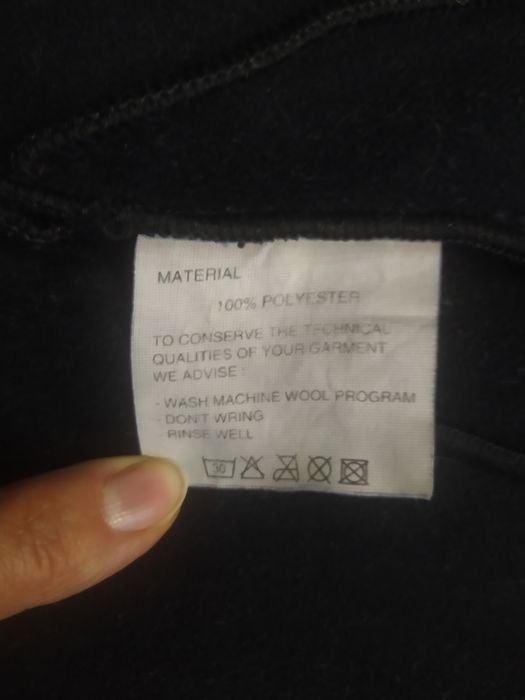 MATERIAL :
100% POLYESTER
TO CONSERVE THE TECHNICAL
QUALITIES OF YOUR GARMENT
WE ADVISE :
- WASH MACHINE WOOL PROGRAM
- DON'T WRING
- RINSE WELL
30